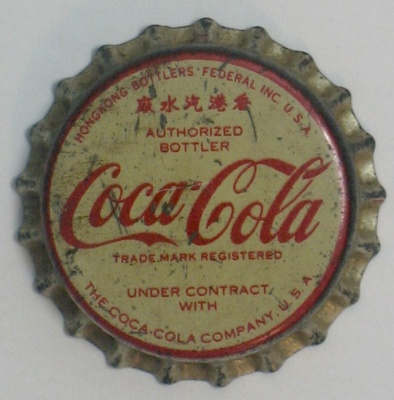 HONGKONG BOTTLERS FEDERAL INC. U.S.A.
廠水汽港香
AUTHORIZED
BOTTLER
Coca-Cola
TRADE MARK REGISTERED
UNDER CONTRACT
WITH
THE COCA-COLA COMPANY, U.S.A.